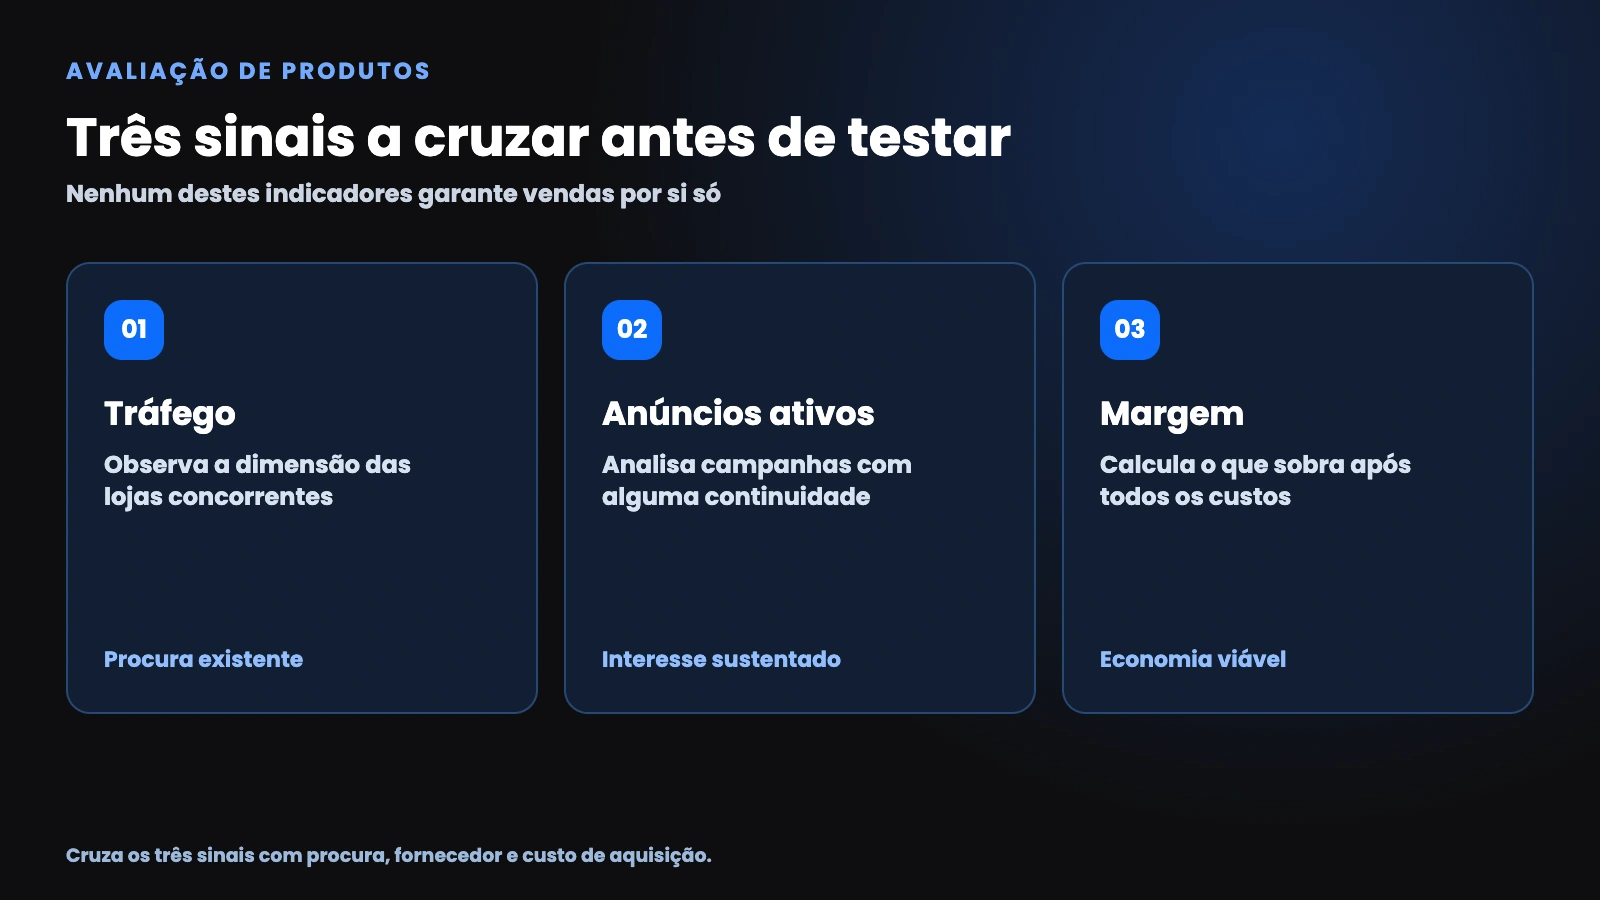 AVALIAÇÃO DE PRODUTOS
Três sinais a cruzar antes de testar
Nenhum destes indicadores garante vendas por si só
01
Tráfego
Observa a dimensão das
lojas concorrentes
Procura existente
02
Anúncios ativos
Analisa campanhas com
alguma continuidade
Interesse sustentado
03
Margem
Calcula o que sobra após
todos os custos
Economia viável
Cruza os três sinais com procura, fornecedor e custo de aquisição.